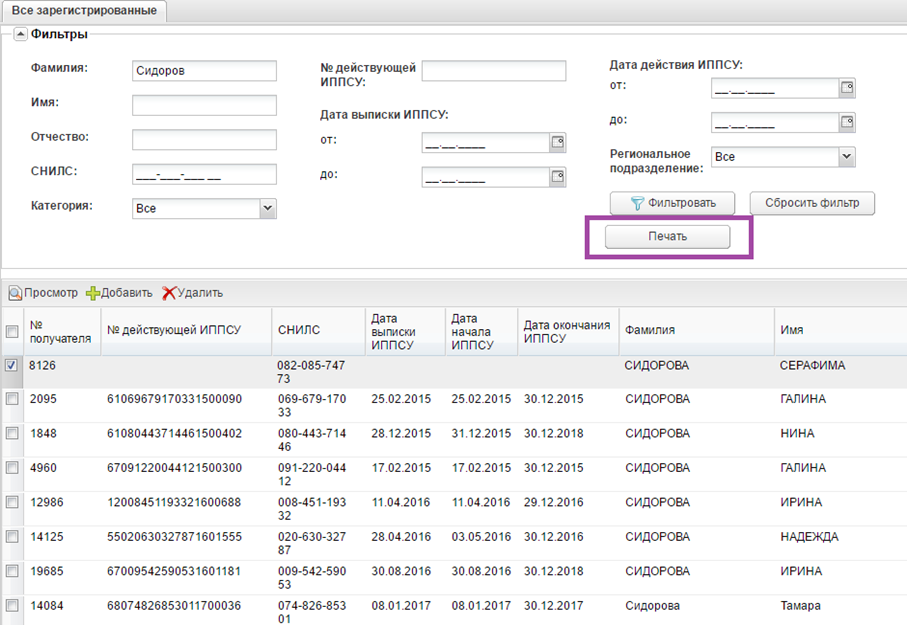 Все зарегистрированные
Фильтры
Фамилия: Сидоров
Имя:
Отчество:
СНИЛС: ___-___-___ __
Категория: Все
№ действующей
ИППСУ:
Дата выписки ИППСУ:
от: __.__.____
до: __.__.____
Дата действия ИППСУ:
от: __.__.____
до: __.__.____
Региональное
подразделение: Все
Фильтровать Сбросить фильтр
Печать
Просмотр Добавить Удалить
№
получателя
№ действующей ИППСУ
СНИЛС
Дата
выписки
ИППСУ
Дата
начала
ИППСУ
Дата окончания
ИППСУ
Фамилия
Имя
8126 082-085-747 СИДОРОВА СЕРАФИМА
73
2095 61069679170331500090 069-679-170 25.02.2015 25.02.2015 30.12.2015 СИДОРОВА ГАЛИНА
33
1848 61080443714461500402 080-443-714 28.12.2015 31.12.2015 30.12.2018 СИДОРОВА НИНА
46
4960 67091220044121500300 091-220-044 17.02.2015 17.02.2015 30.12.2015 СИДОРОВА ГАЛИНА
12
12986 12008451193321600688 008-451-193 11.04.2016 11.04.2016 29.12.2016 СИДОРОВА ИРИНА
32
14125 55020630327871601555 020-630-327 28.04.2016 03.05.2016 30.12.2016 СИДОРОВА НАДЕЖДА
87
19685 67009542590531601181 009-542-590 30.08.2016 30.08.2016 30.12.2018 СИДОРОВА ИРИНА
53
14084 68074826853011700036 074-826-853 08.01.2017 08.01.2017 30.12.2017 Сидорова Тамара
01